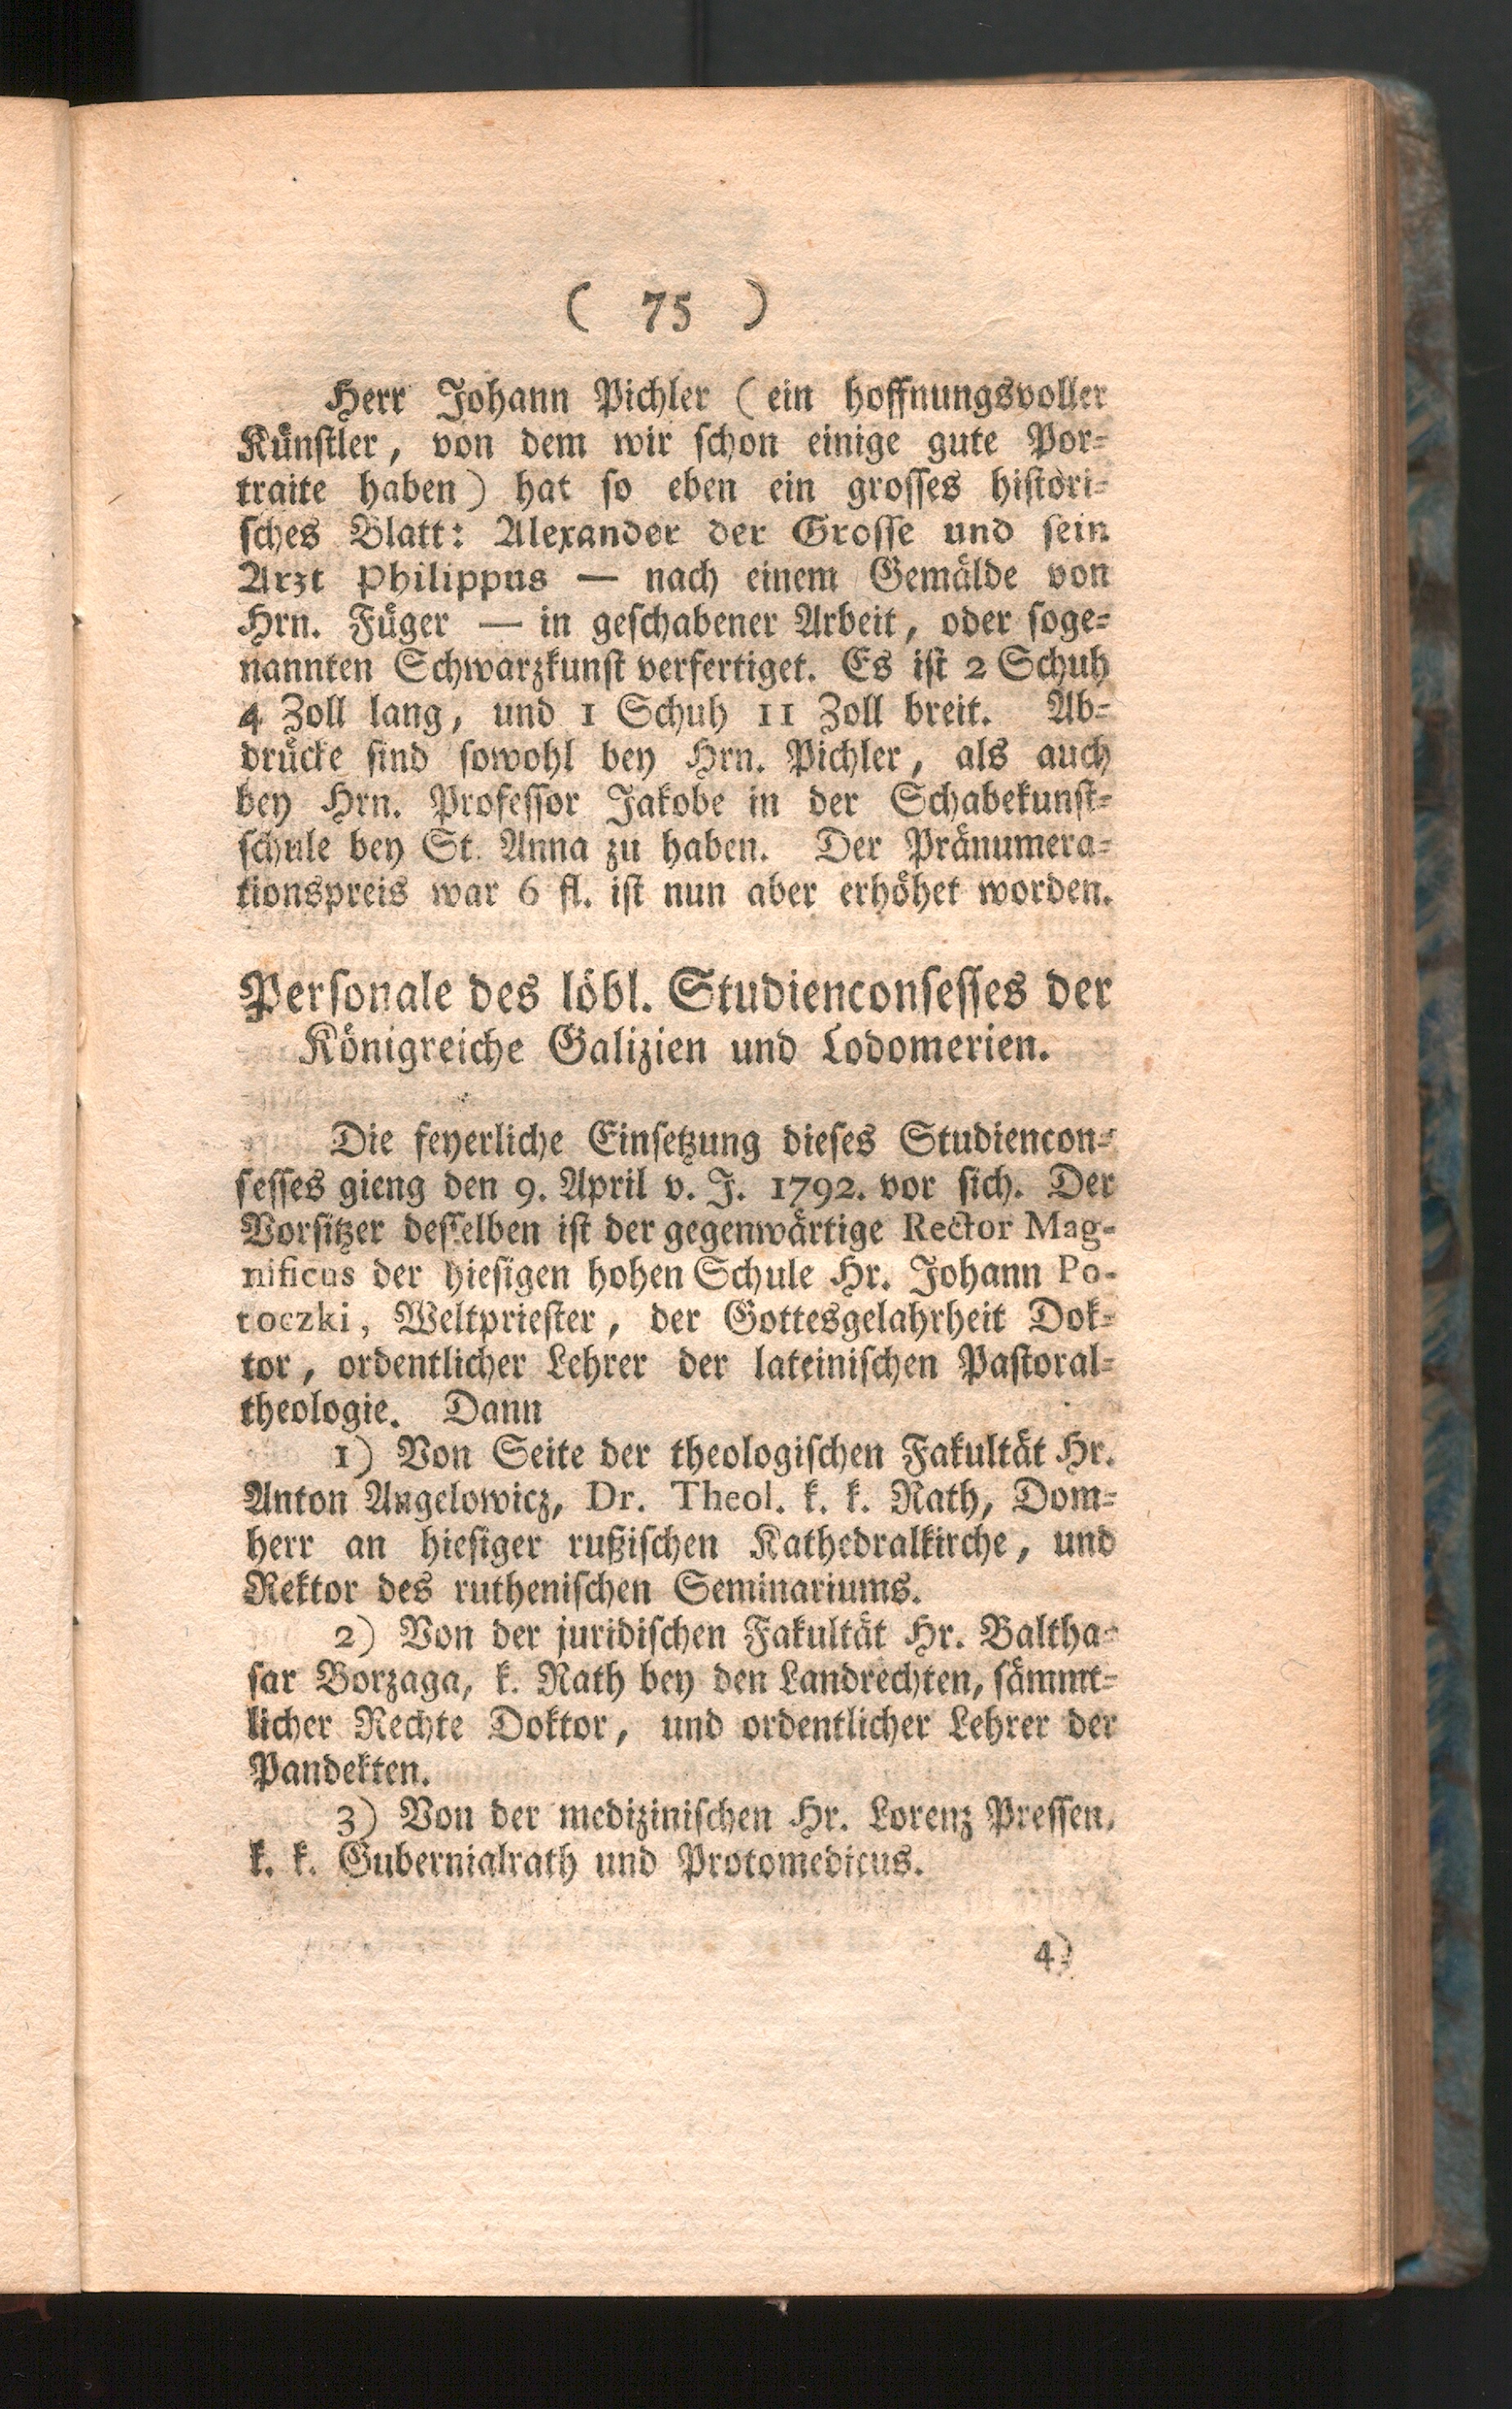 ( 75 )
Herr Johann Pichler (ein hoffnungsvoller
Künstler, von dem wir schon einige gute Por-
traite haben) hat so eben ein grosses histori-
sches Blatt: Alexander der Grosse und sein
Arzt Philippus — nach einem Gemälde von
Hrn. Füger — in geschabener Arbeit, oder soge-
nannten Schwarzkunst verfertiget. Es ist 2 Schuh
4 Zoll lang, und 1 Schuh 11 Zoll breit. Ab-
drücke sind sowohl bey Hrn. Pichler, als auch
bey Hrn. Professor Jakobe in der Schabekunst-
schule bey St. Anna zu haben. Der Pränumera-
tionspreis war 6 fl. ist nun aber erhöhet worden.
Personale des löbl. Studienconsesses der
Königreiche Galizien und Lodomerien.
Die feyerliche Einsetzung dieses Studiencon-
sesses gieng den 9. April v. J. 1792. vor sich. Der
Vorsitzer desselben ist der gegenwärtige Rector Mag-
nificus der hiesigen hohen Schule Hr. Johann Po-
toczki, Weltpriester, der Gottesgelahrheit Dok-
tor, ordentlicher Lehrer der lateinischen Pastoral-
theologie. Dann
1) Von Seite der theologischen Fakultät Hr.
Anton Angelowicz, Dr. Theol. k. k. Rath, Dom-
herr an hiesiger rußischen Kathedralkirche, und
Rektor des ruthenischen Seminariums.
2) Von der juridischen Fakultät Hr. Baltha-
sar Borzaga, k. Rath bey den Landrechten, sämmt-
licher Rechte Doktor, und ordentlicher Lehrer der
Pandekten.
3) Von der medizinischen Hr. Lorenz Pressen,
k. k. Gubernialrath und Protomedicus.
4)